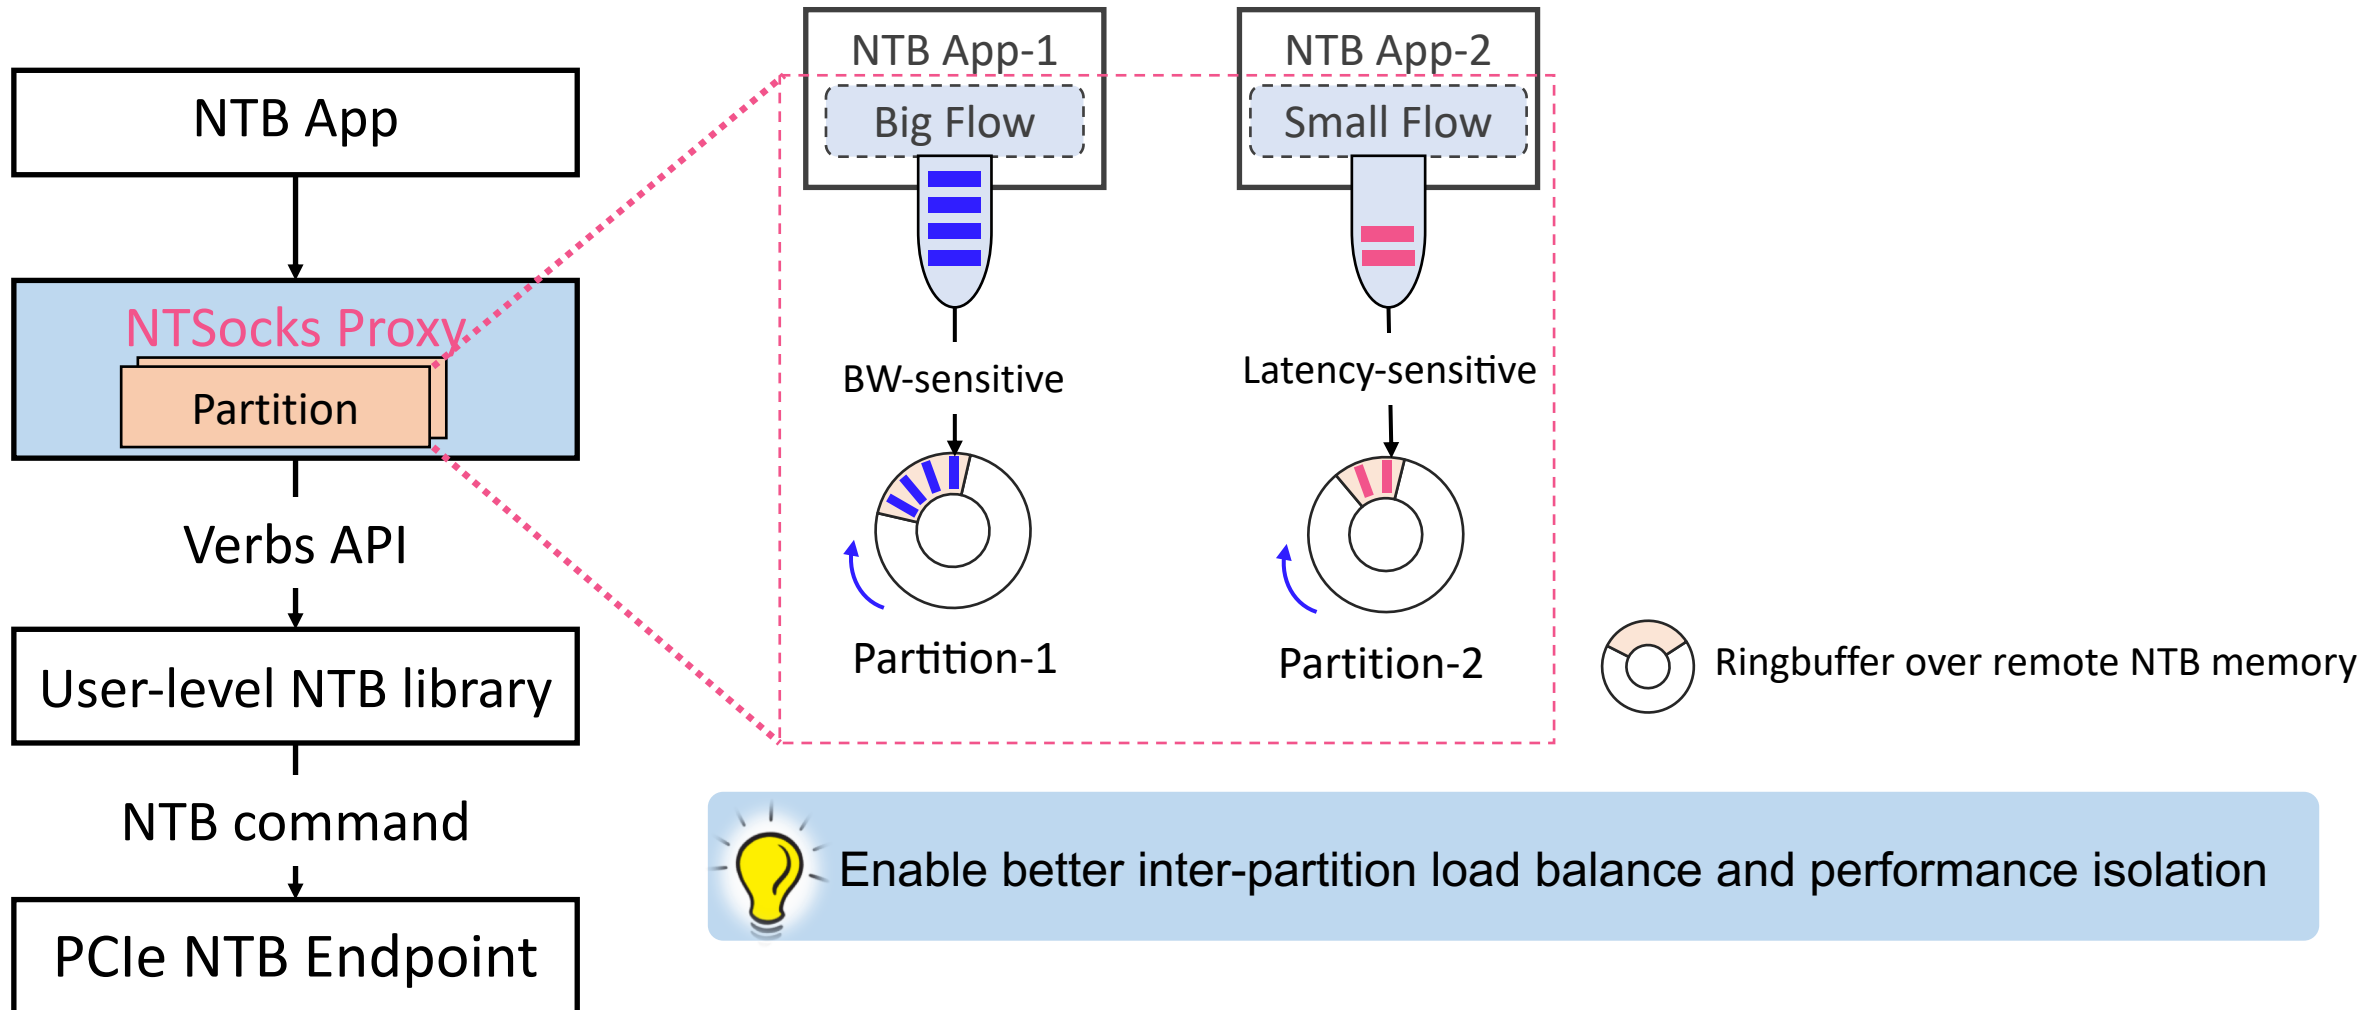 NTB App
NTSocks Proxy
Partition
Verbs API
User-level NTB library
NTB command
PCIe NTB Endpoint
NTB App-1
Big Flow
BW-sensitive
Partition-1
NTB App-2
Small Flow
Latency-sensitive
Partition-2
Ringbuffer over remote NTB memory
Enable better inter-partition load balance and performance isolation